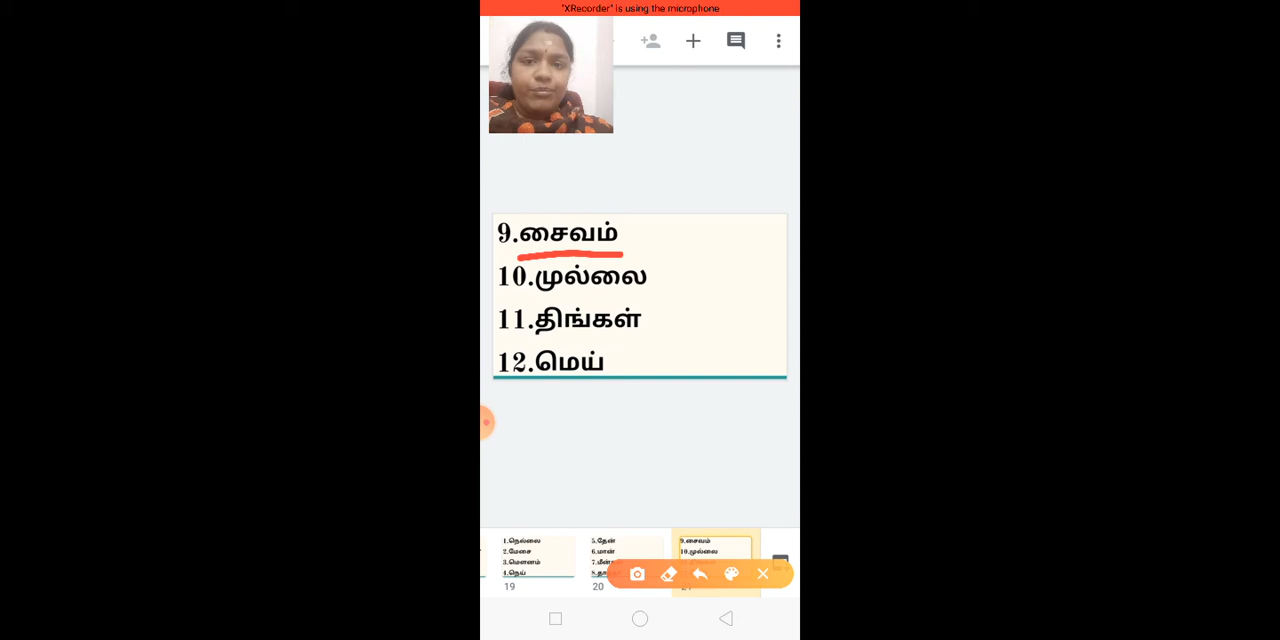 "XRecorder" is using the microphone
9.சைவம்
10.முல்லை
11.திங்கள்
12.மெய்
1.நெல்லை
2.மேசை
3.மௌனம்
4.நெய்
19
5.தேன்
6.மான்
20
9.சைவம்
10.முல்லை